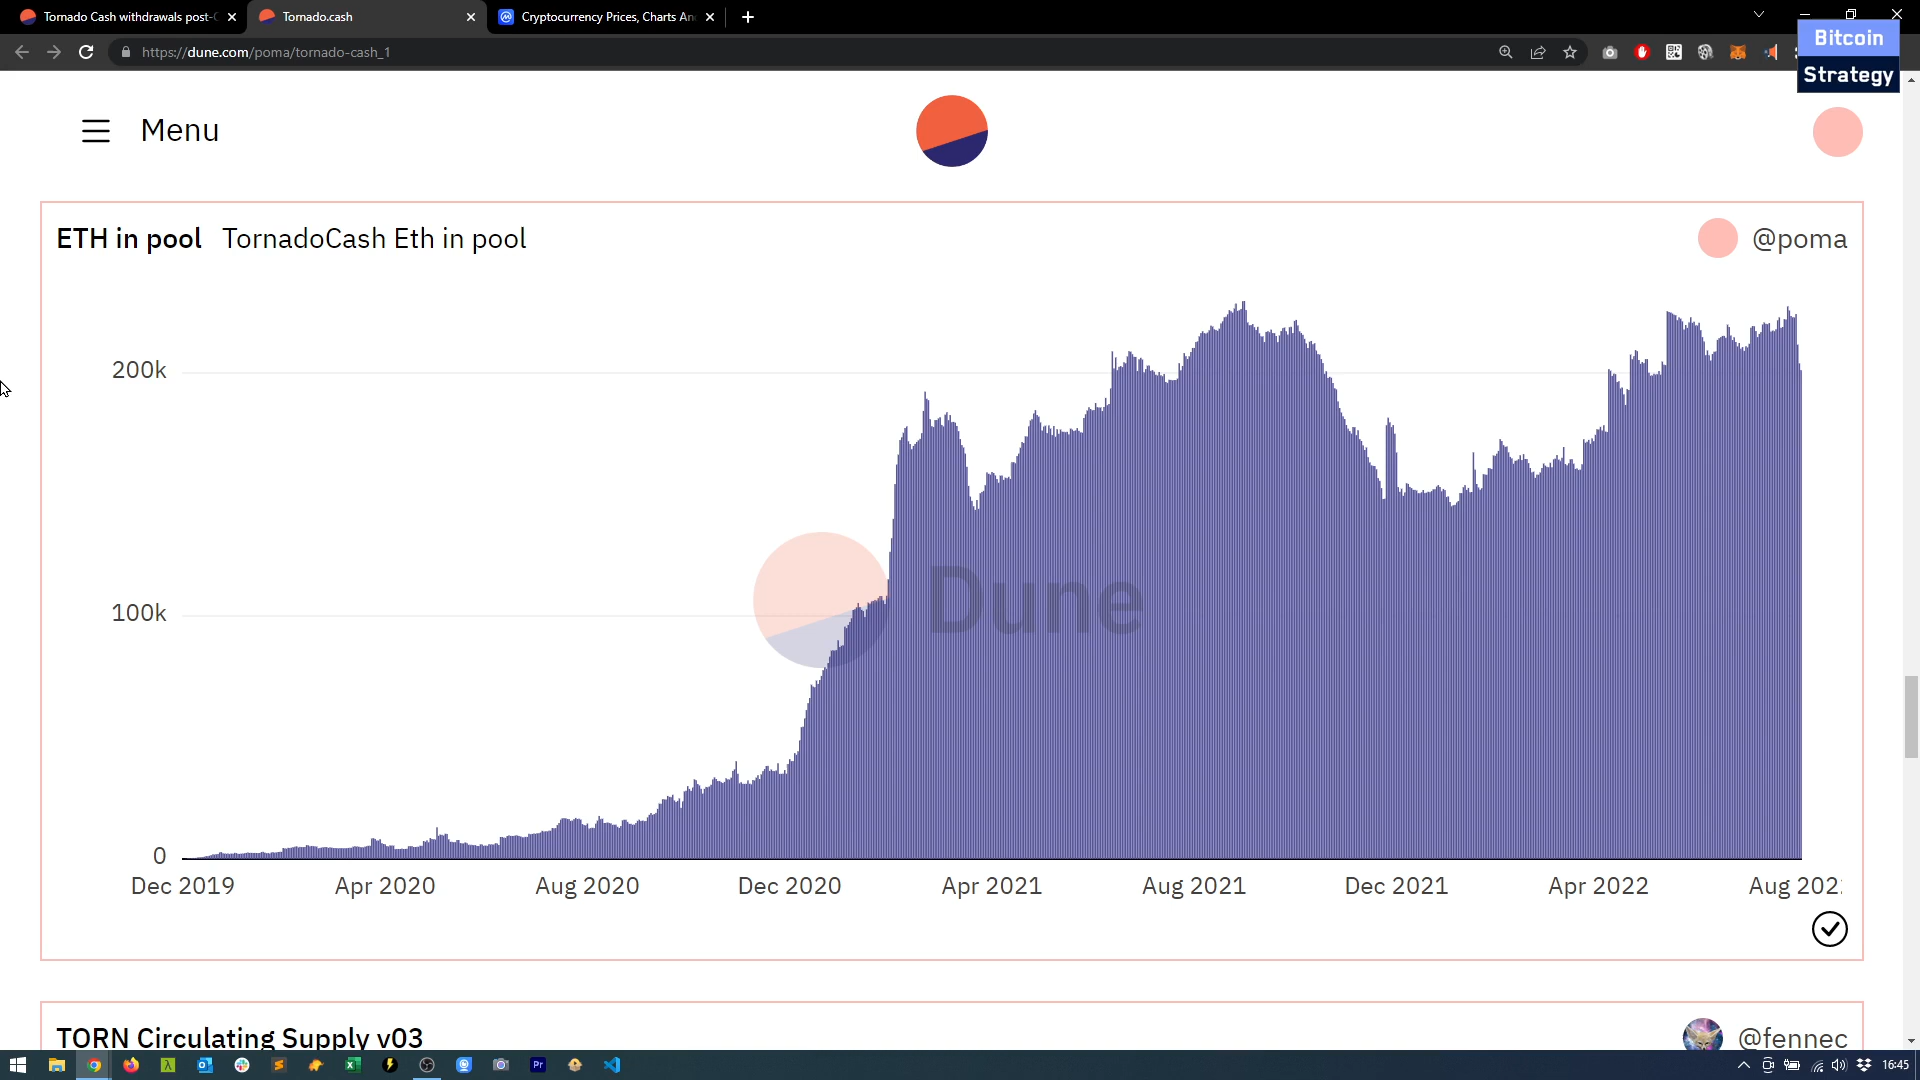 Tornado Cash withdrawals post-
Tornado.cash
Cryptocurrency Prices, Charts An
https://dune.com/poma/tornado-cash_1
Bitcoin
Strategy
Menu
ETH in pool TornadoCash Eth in pool
@poma
200k
100k
0
Dune
Dec 2019 Apr 2020 Aug 2020 Dec 2020 Apr 2021 Aug 2021 Dec 2021 Apr 2022 Aug 202
TORN Circulating Supply v03
@fennec
Pr
16:45